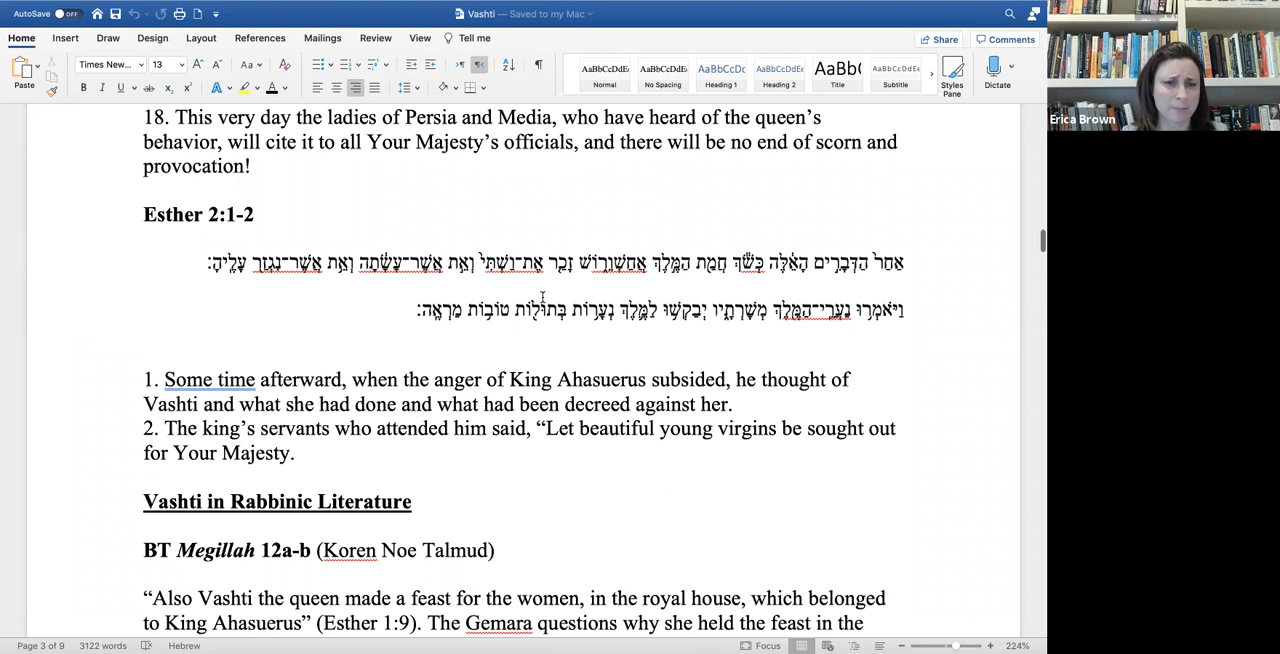 AutoSave OFF Vashti — Saved to my Mac
Home Insert Draw Design Layout References Mailings Review View Tell me Share Comments
Paste Times New... 13 Aa AaBbCcDdEe Normal AaBbCcDdEe No Spacing AaBbCcDc Heading 1 AaBbCcDdEe Heading 2 AaBb( Title AaBbCcDdEe Subtitle Styles Pane Dictate
Erica Brown
18. This very day the ladies of Persia and Media, who have heard of the queen's
behavior, will cite it to all Your Majesty's officials, and there will be no end of scorn and
provocation!
Esther 2:1-2
אַחַר֙ הַדְּבָרִ֣ים הָאֵ֔לֶּה כְּשֹׁ֕ךְ חֲמַ֖ת הַמֶּ֣לֶךְ אֲחַשְׁוֵר֑וֹשׁ זָכַ֤ר אֶת־וַשְׁתִּי֙ וְאֵ֣ת אֲשֶׁר־עָשָׂ֔תָה וְאֵ֥ת אֲשֶׁר־נִגְזַ֖ר עָלֶֽיהָ׃
וַיֹּאמְר֥וּ נַעֲרֵֽי־הַמֶּ֖לֶךְ מְשָׁרְתָ֑יו יְבַקְשׁ֥וּ לַמֶּ֛לֶךְ נְעָר֥וֹת בְּתוּל֖וֹת טוֹב֥וֹת מַרְאֶֽה׃
1. Some time afterward, when the anger of King Ahasuerus subsided, he thought of
Vashti and what she had done and what had been decreed against her.
2. The king's servants who attended him said, "Let beautiful young virgins be sought out
for Your Majesty.
Vashti in Rabbinic Literature
BT Megillah 12a-b (Koren Noe Talmud)
"Also Vashti the queen made a feast for the women, in the royal house, which belonged
to King Ahasuerus" (Esther 1:9). The Gemara questions why she held the feast in the
Page 3 of 9 3122 words Hebrew Focus 224%